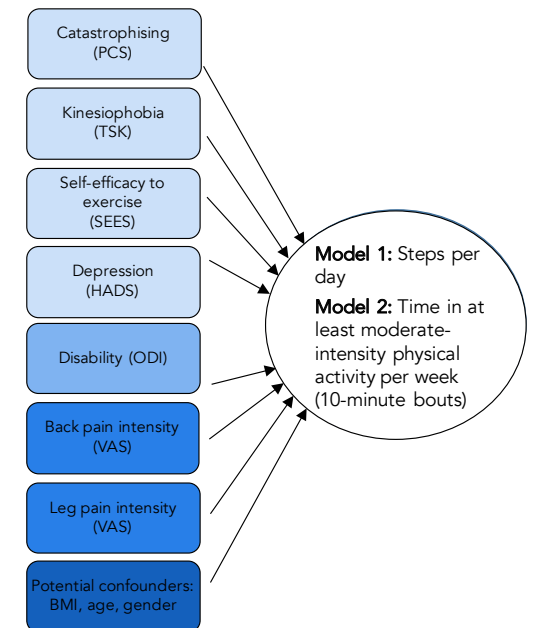 Catastrophising
(PCS)
Kinesiophobia
(TSK)
Self-efficacy to
exercise
(SEES)
Depression
(HADS)
Disability (ODI)
Back pain intensity
(VAS)
Leg pain intensity
(VAS)
Potential confounders:
BMI, age, gender
Model 1: Steps per
day
Model 2: Time in at
least moderate-
intensity physical
activity per week
(10-minute bouts)